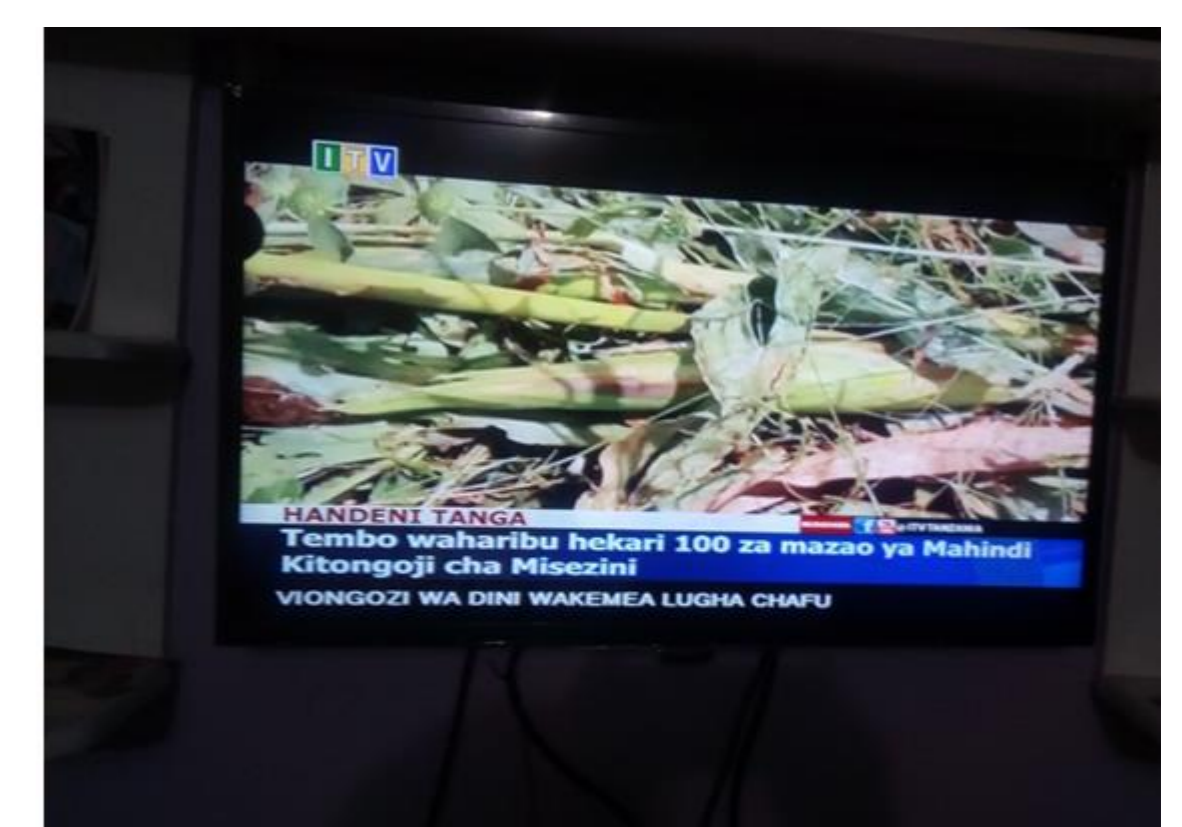 ITV
HANDENI TANGA
@ITVTANZANIA
Tembo waharibu hekari 100 za mazao ya Mahindi
Kitongoji cha Misezini
VIONGOZI WA DINI WAKEMEA LUGHA CHAFU